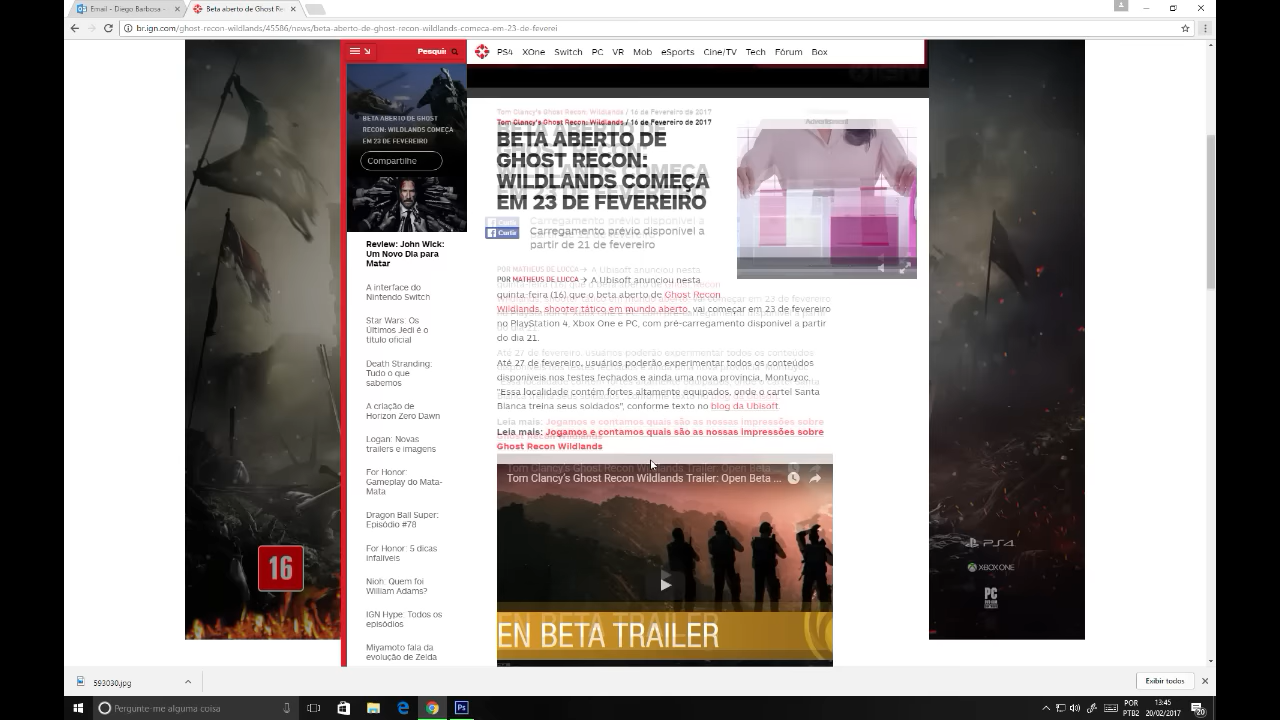 Email - Diego Barbosa -
Beta aberto de Ghost Re
br.ign.com/ghost-recon-wildlands/45586/news/beta-aberto-de-ghost-recon-wildlands-comeca-em-23-de-feverei
Pesquis
PS4 XOne Switch PC VR Mob eSports Cine/TV Tech Fórum Box
BETA ABERTO DE GHOST
RECON: WILDLANDS COMEÇA
EM 23 DE FEVEREIRO
Compartilhe
Review: John Wick:
Um Novo Dia para
Matar
A interface do
Nintendo Switch
Star Wars: Os
Últimos Jedi é o
título oficial
Death Stranding:
Tudo o que
sabemos
A criação de
Horizon Zero Dawn
Logan: Novas
trailers e imagens
For Honor:
Gameplay do Mata-
Mata
Dragon Ball Super:
Episódio #78
For Honor: 5 dicas
infalíveis
Nioh: Quem foi
William Adams?
IGN Hype: Todos os
episódios
Miyamoto fala da
evolução de Zelda
Tom Clancy's Ghost Recon: Wildlands / 16 de Fevereiro de 2017
BETA ABERTO DE
GHOST RECON:
WILDLANDS COMEÇA
EM 23 DE FEVEREIRO
Curtir
Carregamento prévio disponível a
partir de 21 de fevereiro
Advertisement
POR MATHEUS DE LUCCA → A Ubisoft anunciou nesta
quinta-feira (16) que o beta aberto de Ghost Recon
Wildlands, shooter tático em mundo aberto, vai começar em 23 de fevereiro
no PlayStation 4, Xbox One e PC, com pré-carregamento disponível a partir
do dia 21.
Até 27 de fevereiro, usuários poderão experimentar todos os conteúdos
disponíveis nos testes fechados e ainda uma nova província, Montuyoc.
"Essa localidade contém fortes altamente equipados, onde o cartel Santa
Blanca treina seus soldados", conforme texto no blog da Ubisoft.
Leia mais: Jogamos e contamos quais são as nossas impressões sobre
Ghost Recon Wildlands
Tom Clancy's Ghost Recon Wildlands Trailer: Open Beta ...
EN BETA TRAILER
16
PS4
XBOX ONE
PC
593030.jpg
Exibir todos
Pergunte-me alguma coisa
Ps
POR
PTB2
13:45
20/02/2017
20